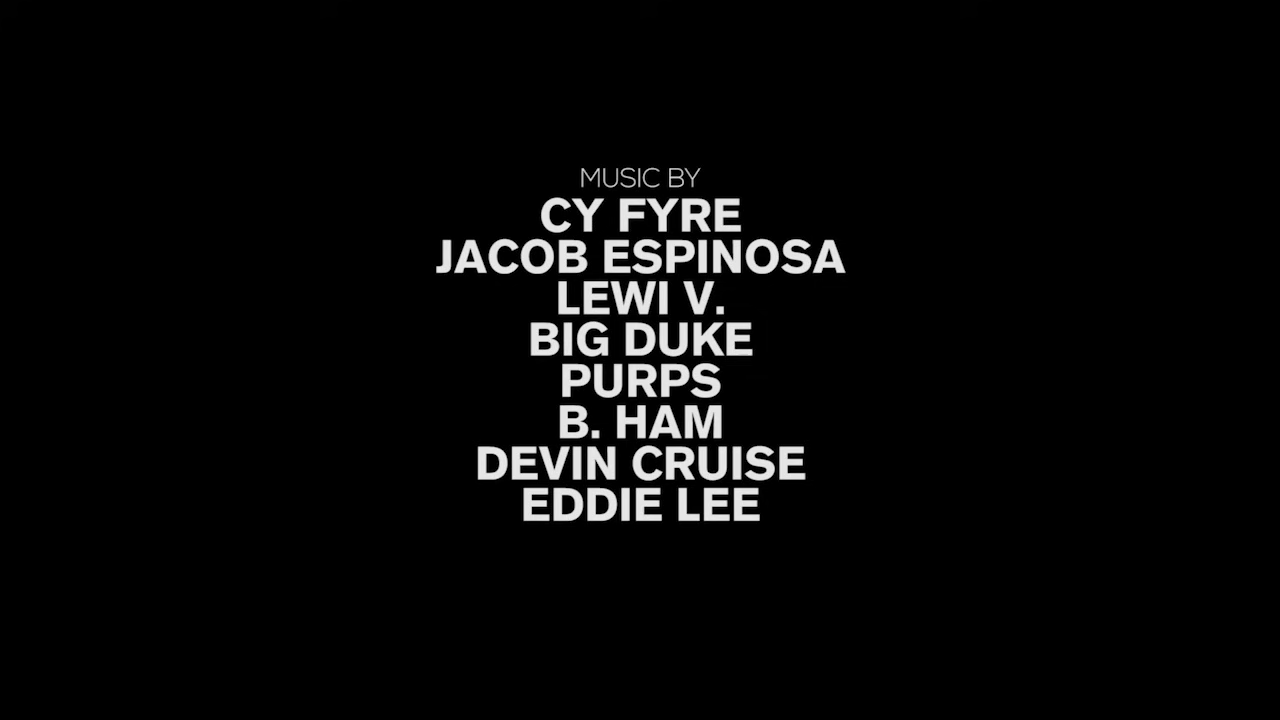 MUSIC BY
CY FYRE
JACOB ESPINOSA
LEWI V.
BIG DUKE
PURPS
B. HAM
DEVIN CRUISE
EDDIE LEE